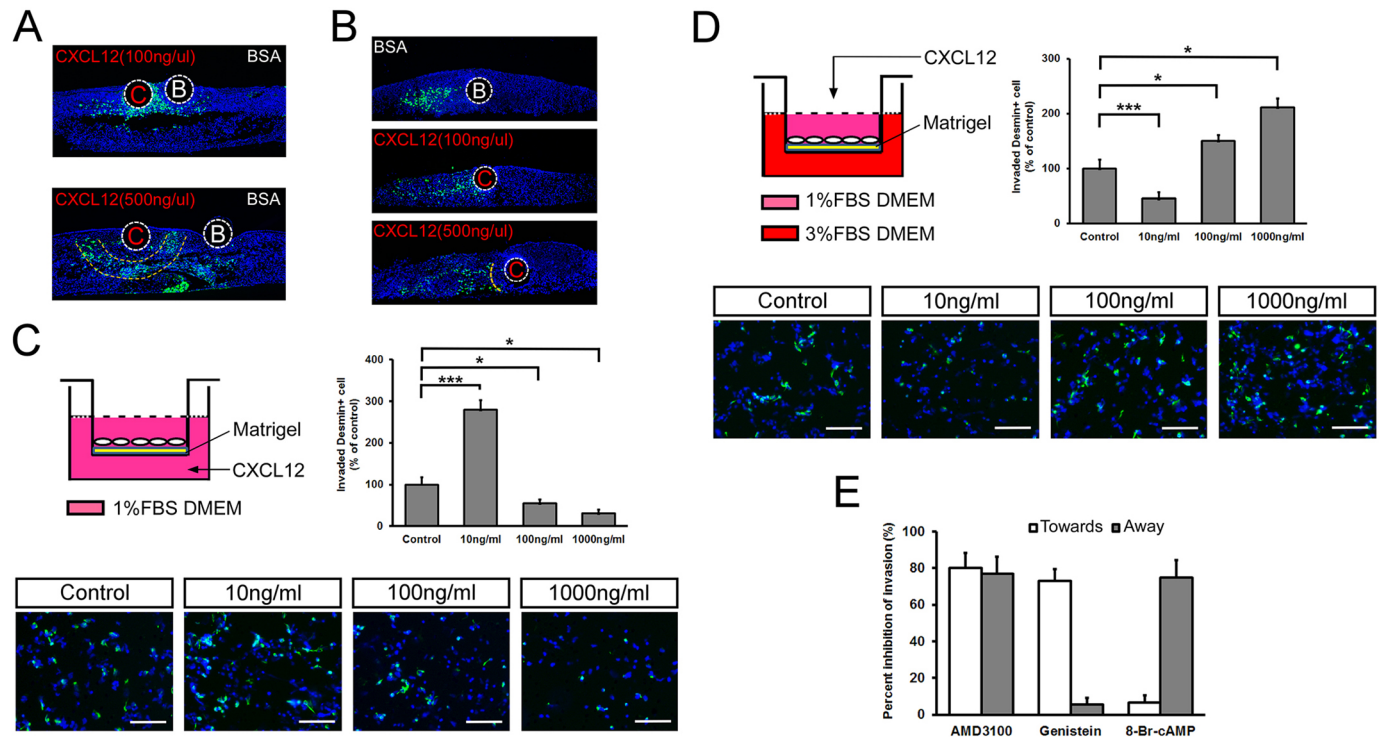 A
CXCL12(100ng/ul) BSA
C B
CXCL12(500ng/ul) BSA
C B
B
BSA
B
CXCL12(100ng/ul)
C
CXCL12(500ng/ul)
C
C
Matrigel
CXCL12
1%FBS DMEM
Invaded Desmin+ cell
(% of control)
400
300
200
100
0
***
*
*
Control 10ng/ml 100ng/ml 1000ng/ml
Control 10ng/ml 100ng/ml 1000ng/ml
D
CXCL12
Matrigel
1%FBS DMEM
3%FBS DMEM
Invaded Desmin+ cell
(% of control)
300
200
100
0
***
*
*
Control 10ng/ml 100ng/ml 1000ng/ml
Control 10ng/ml 100ng/ml 1000ng/ml
E
Percent Inhibition of Invasion (%)
100
80
60
40
20
0
Towards Away
AMD3100 Genistein 8-Br-cAMP